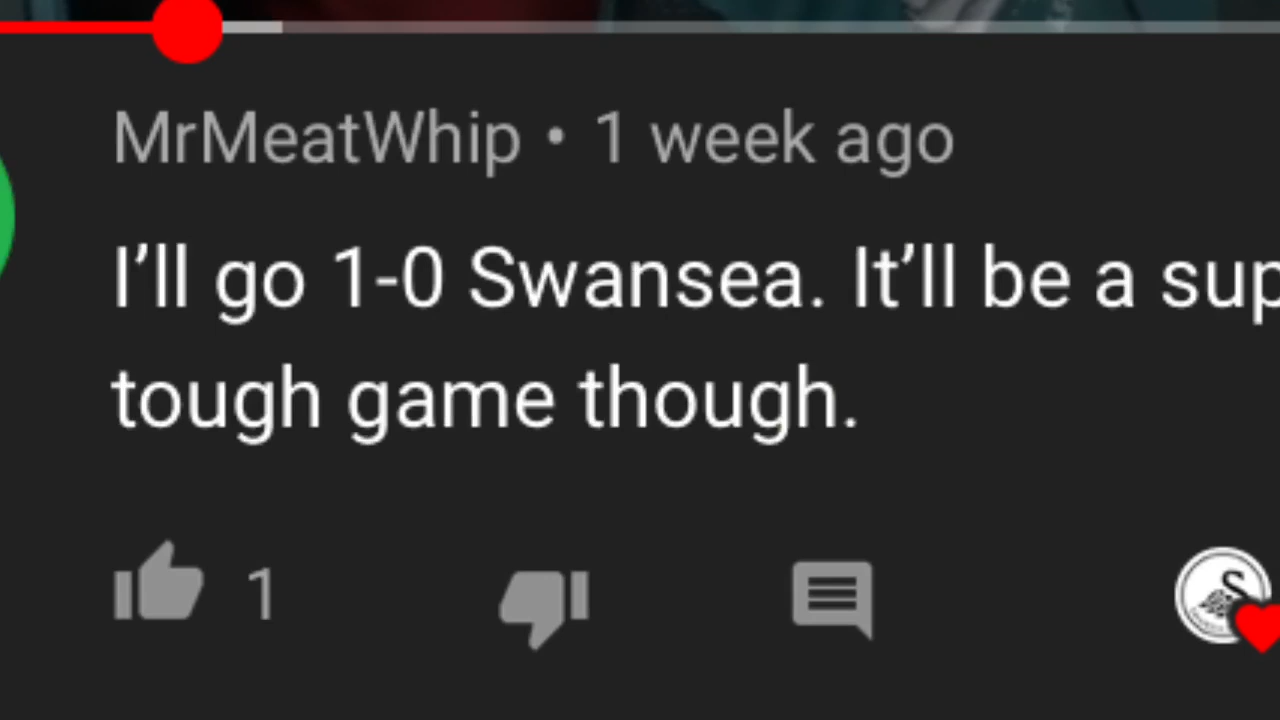 MrMeatWhip • 1 week ago
I’ll go 1-0 Swansea. It’ll be a sup
tough game though.
1